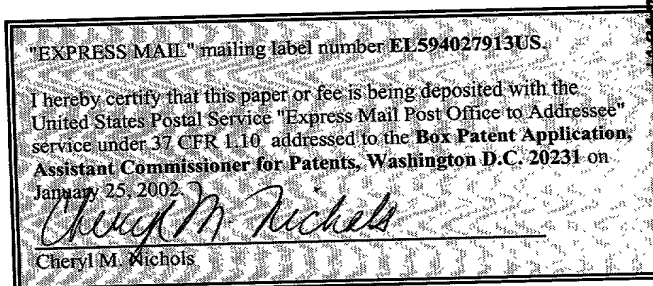 "EXPRESS MAIL" mailing label number EL594027913US.
I hereby certify that this paper or fee is being deposited with the
United States Postal Service "Express Mail Post Office to Addressee"
service under 37 CFR 1.10 addressed to the Box Patent Application,
Assistant Commissioner for Patents, Washington D.C. 20231 on
January 25, 2002.
Cheryl M. Nichols
Cheryl M. Nichols